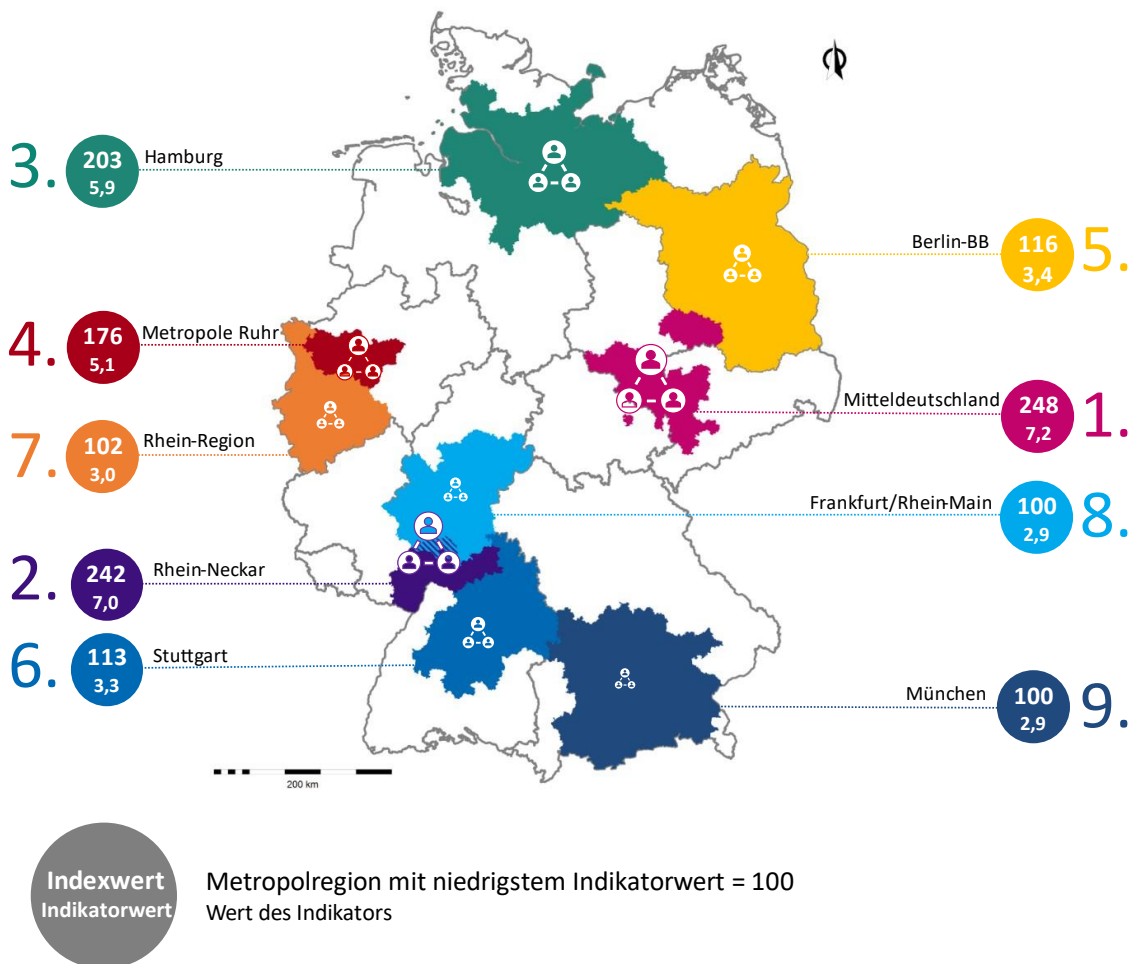 3.
203
5,9
Hamburg
Berlin-BB
116
3,4
5.
4.
176
5,1
Metropole Ruhr
Mitteldeutschland
248
7,2
1.
7.
102
3,0
Rhein-Region
Frankfurt/Rhein-Main
100
2,9
8.
2.
242
7,0
Rhein-Neckar
6.
113
3,3
Stuttgart
München
100
2,9
9.
200 km
Indexwert
Indikatorwert
Metropolregion mit niedrigstem Indikatorwert = 100
Wert des Indikators